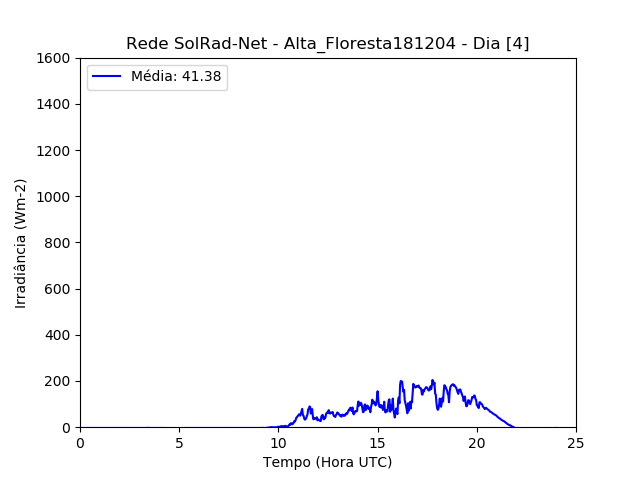 Rede SolRad-Net - Alta_Floresta181204 - Dia [4]
Média: 41.38
1600
1400
1200
1000
800
600
400
200
0
Irradiância (Wm-2)
0 5 10 15 20 25
Tempo (Hora UTC)